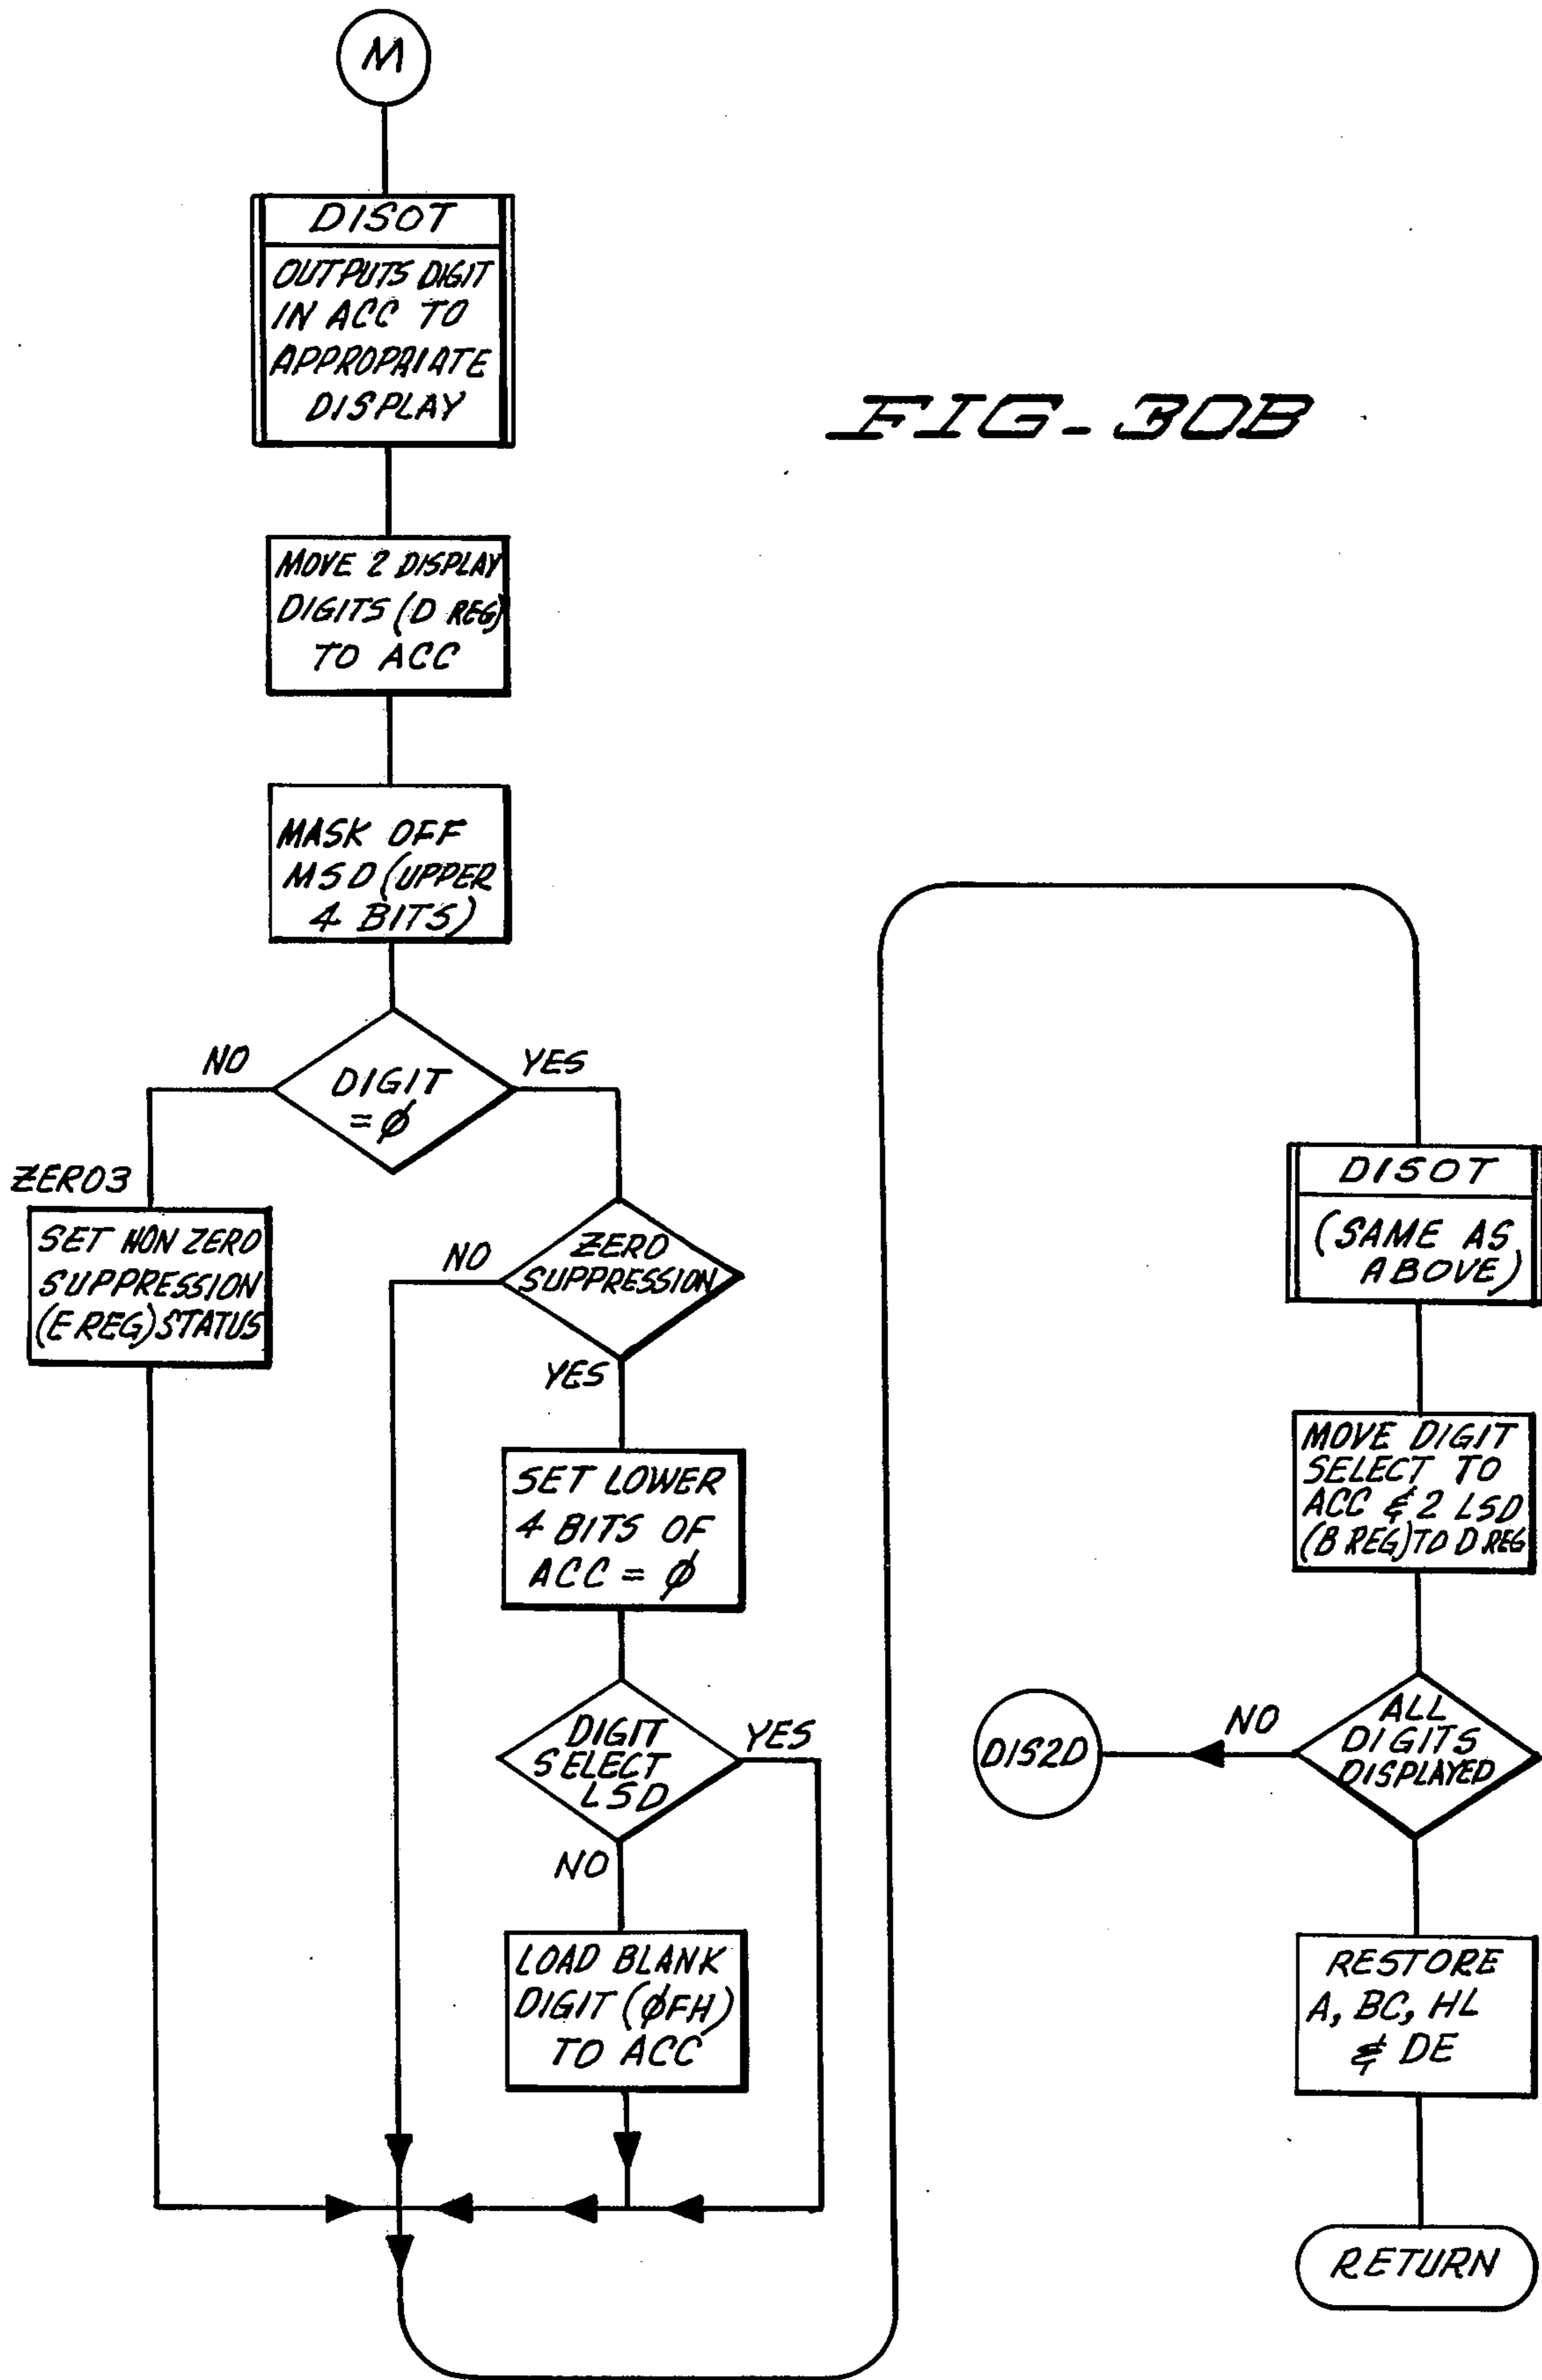 M
DISOT
OUTPUTS DIGIT
IN ACC TO
APPROPRIATE
DISPLAY
FIG-30B
MOVE 2 DISPLAY
DIGITS (D REG)
TO ACC
MASK OFF
MSD (UPPER
4 BITS)
DIGIT
=Ø
NO
YES
ZERO3
SET NON ZERO
SUPPRESSION
(E REG) STATUS
ZERO
SUPPRESSION
NO
YES
SET LOWER
4 BITS OF
ACC = Ø
DIGIT
SELECT
LSD
YES
NO
LOAD BLANK
DIGIT (ØFH)
TO ACC
DISOT
(SAME AS
ABOVE)
MOVE DIGIT
SELECT TO
ACC & 2 LSD
(B REG) TO D REG
ALL
DIGITS
DISPLAYED
NO
DIS2D
RESTORE
A, BC, HL
& DE
RETURN